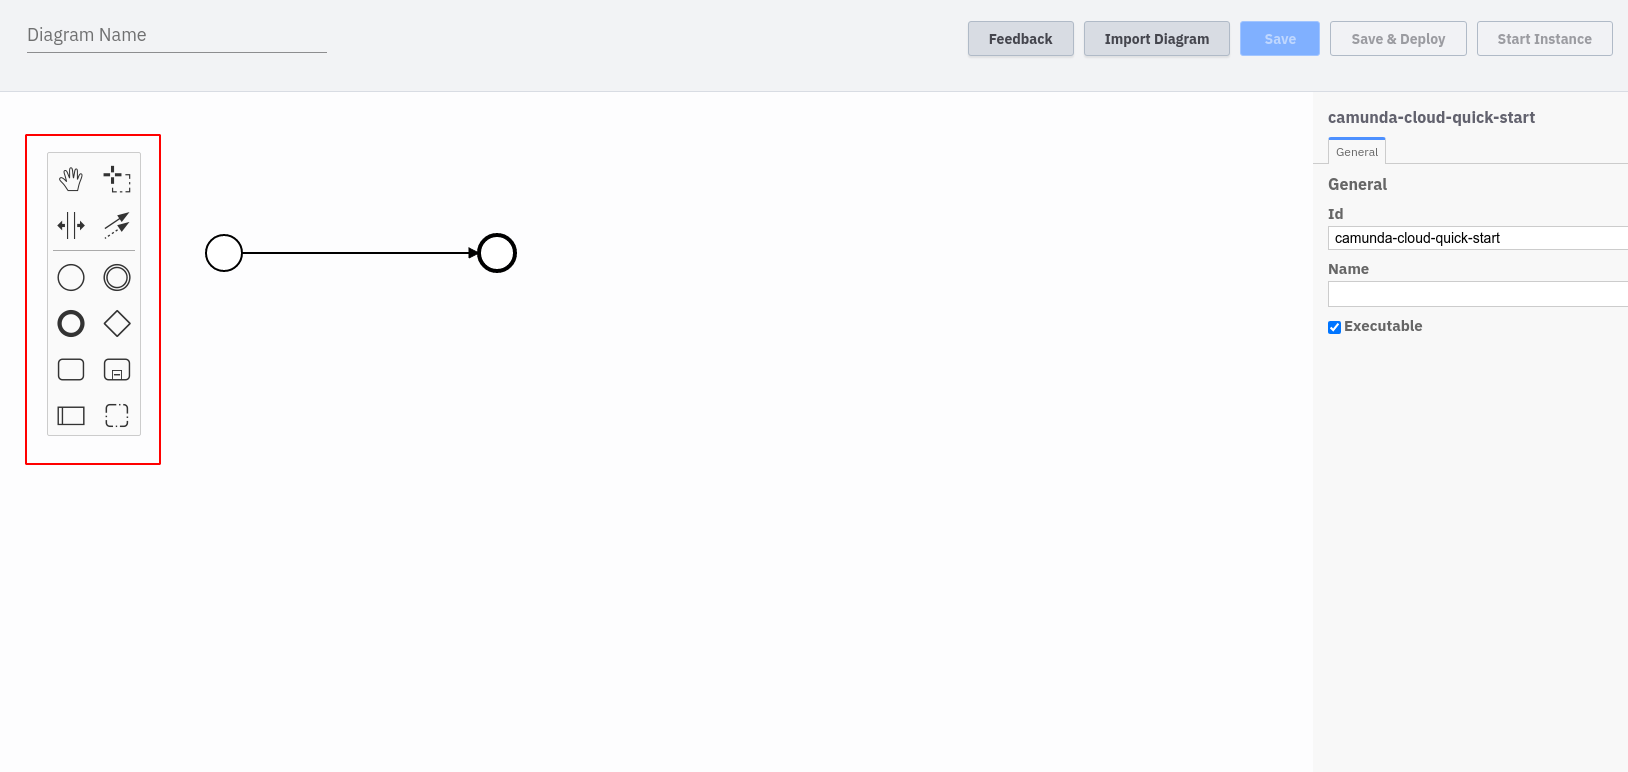 Diagram Name
Feedback
Import Diagram
Save
Save & Deploy
Start Instance
camunda-cloud-quick-start
General
General
Id
camunda-cloud-quick-start
Name
Executable